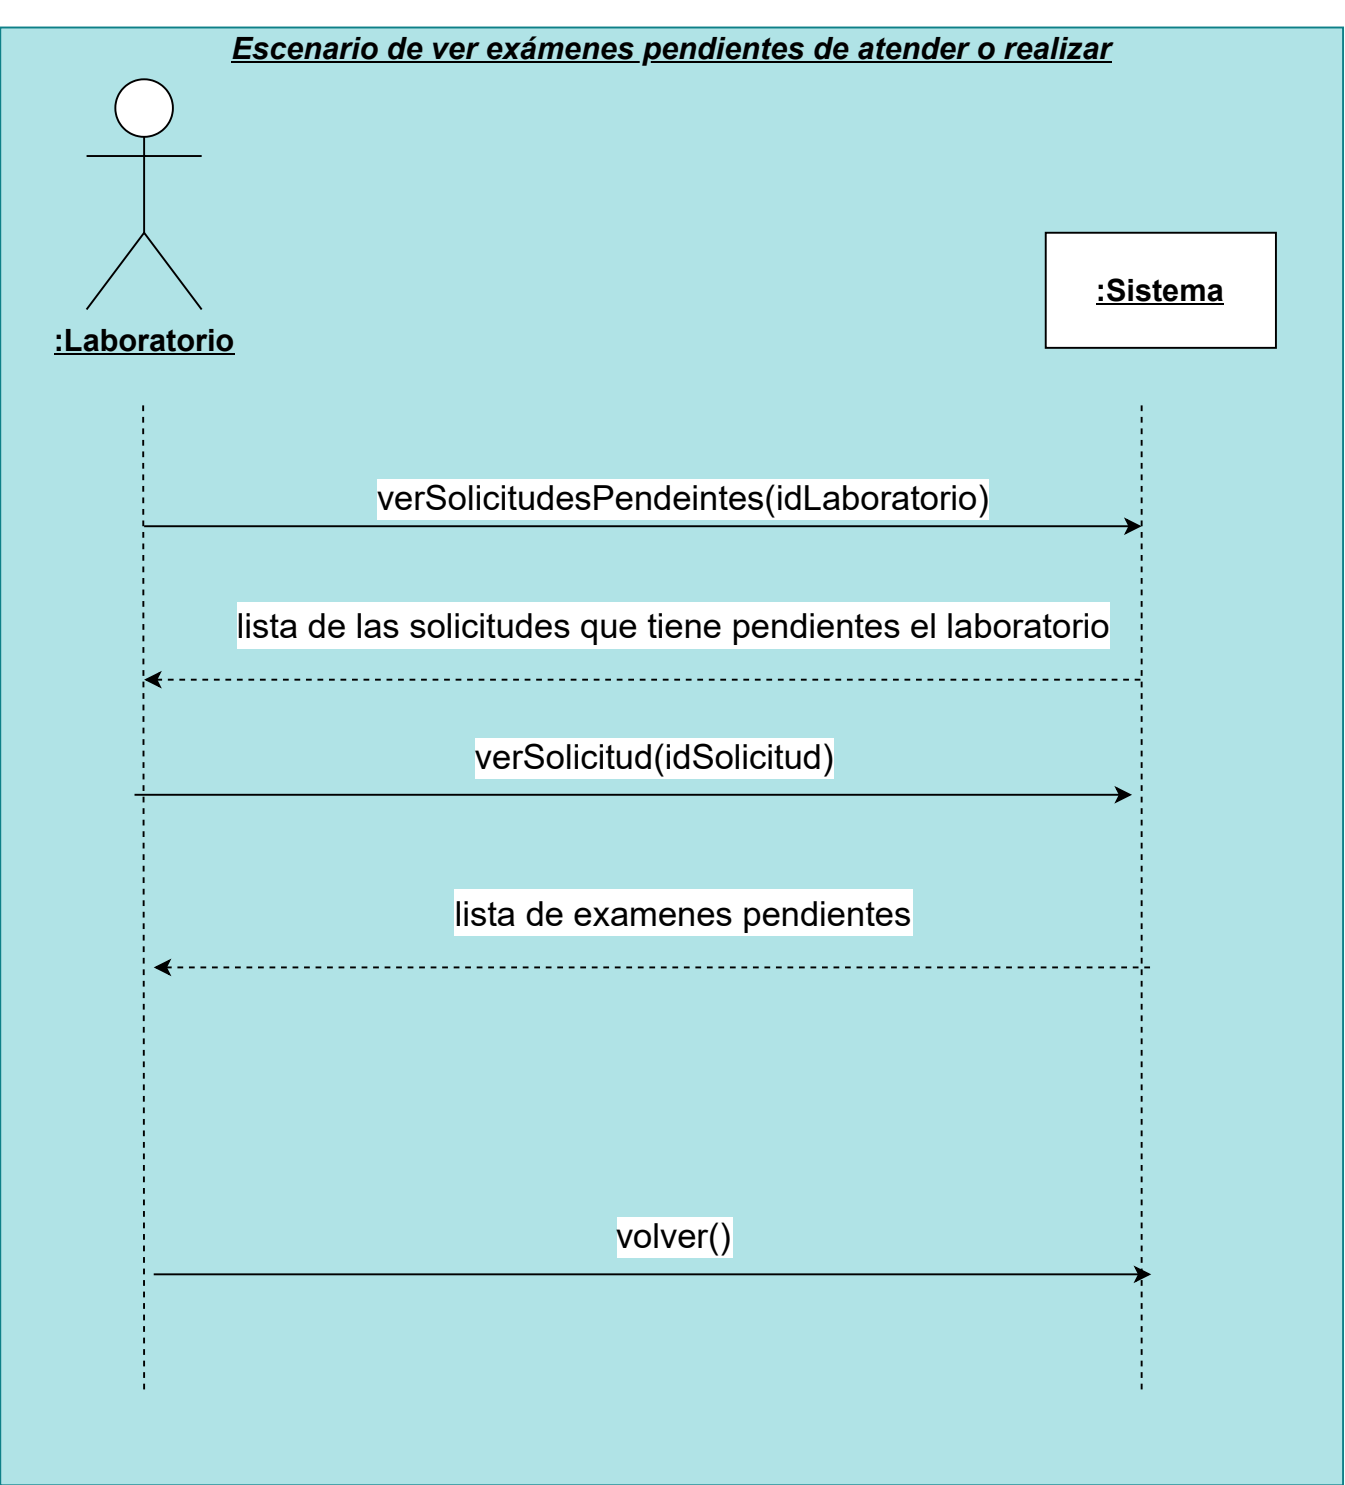 Escenario de ver exámenes pendientes de atender o realizar
:Sistema
:Laboratorio
verSolicitudesPendeintes(idLaboratorio)
lista de las solicitudes que tiene pendientes el laboratorio
verSolicitud(idSolicitud)
lista de examenes pendientes
volver()